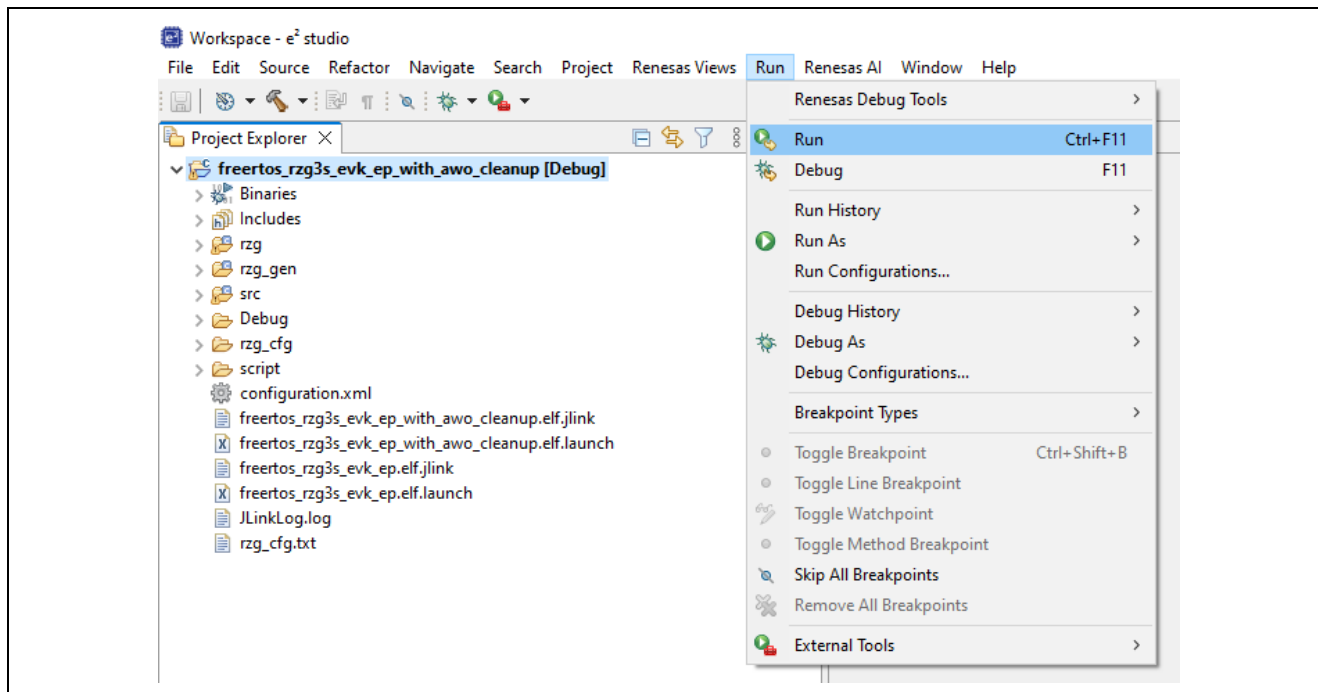 Workspace - e² studio
File Edit Source Refactor Navigate Search Project Renesas Views Run Renesas AI Window Help
Project Explorer
freertos_rzg3s_evk_ep_with_awo_cleanup [Debug]
Binaries
Includes
rzg
rzg_gen
src
Debug
rzg_cfg
script
configuration.xml
freertos_rzg3s_evk_ep_with_awo_cleanup.elf.jlink
freertos_rzg3s_evk_ep_with_awo_cleanup.elf.launch
freertos_rzg3s_evk_ep.elf.jlink
freertos_rzg3s_evk_ep.elf.launch
JLinkLog.log
rzg_cfg.txt
Renesas Debug Tools
Run Ctrl+F11
Debug F11
Run History
Run As
Run Configurations...
Debug History
Debug As
Debug Configurations...
Breakpoint Types
Toggle Breakpoint Ctrl+Shift+B
Toggle Line Breakpoint
Toggle Watchpoint
Toggle Method Breakpoint
Skip All Breakpoints
Remove All Breakpoints
External Tools